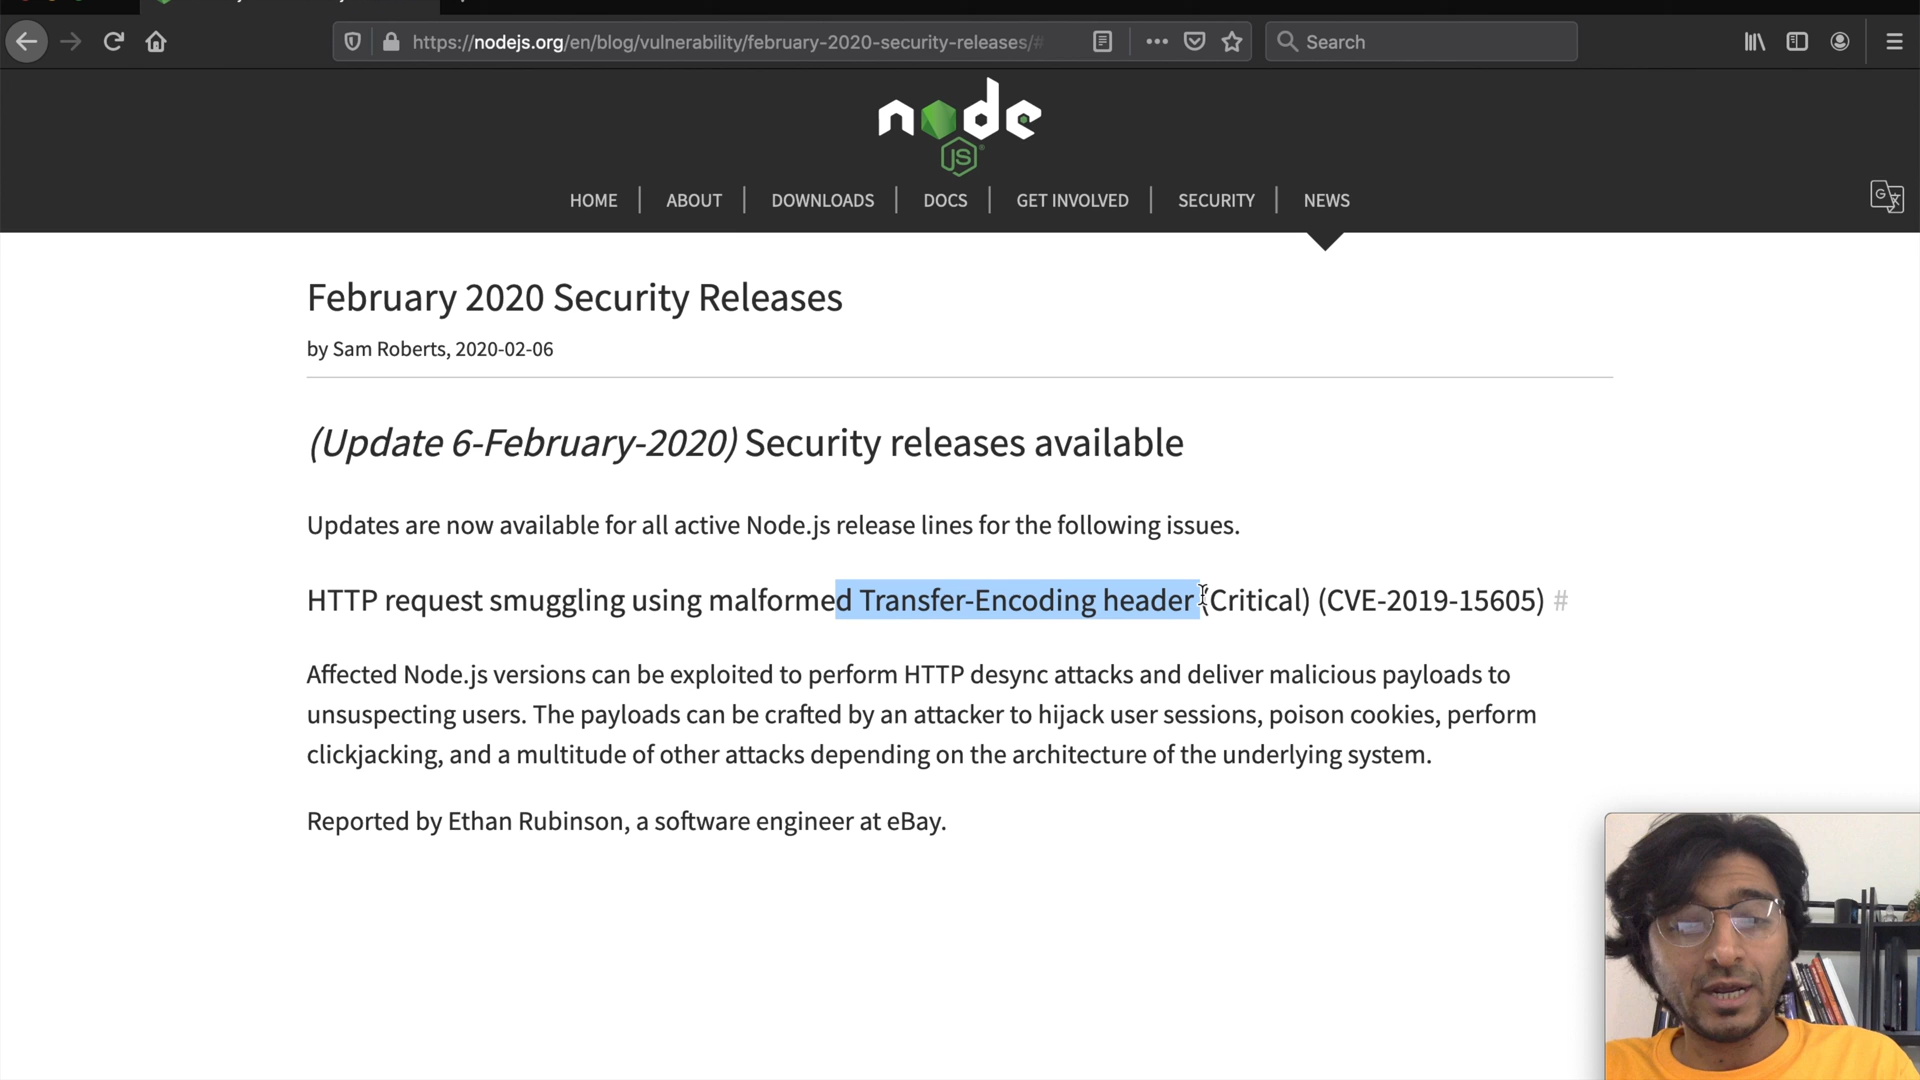 https://nodejs.org/en/blog/vulnerability/february-2020-security-releases/#
Search
node
JS
HOME
ABOUT
DOWNLOADS
DOCS
GET INVOLVED
SECURITY
NEWS
February 2020 Security Releases
by Sam Roberts, 2020-02-06
(Update 6-February-2020) Security releases available
Updates are now available for all active Node.js release lines for the following issues.
HTTP request smuggling using malformed Transfer-Encoding header (Critical) (CVE-2019-15605) #
Affected Node.js versions can be exploited to perform HTTP desync attacks and deliver malicious payloads to
unsuspecting users. The payloads can be crafted by an attacker to hijack user sessions, poison cookies, perform
clickjacking, and a multitude of other attacks depending on the architecture of the underlying system.
Reported by Ethan Rubinson, a software engineer at eBay.